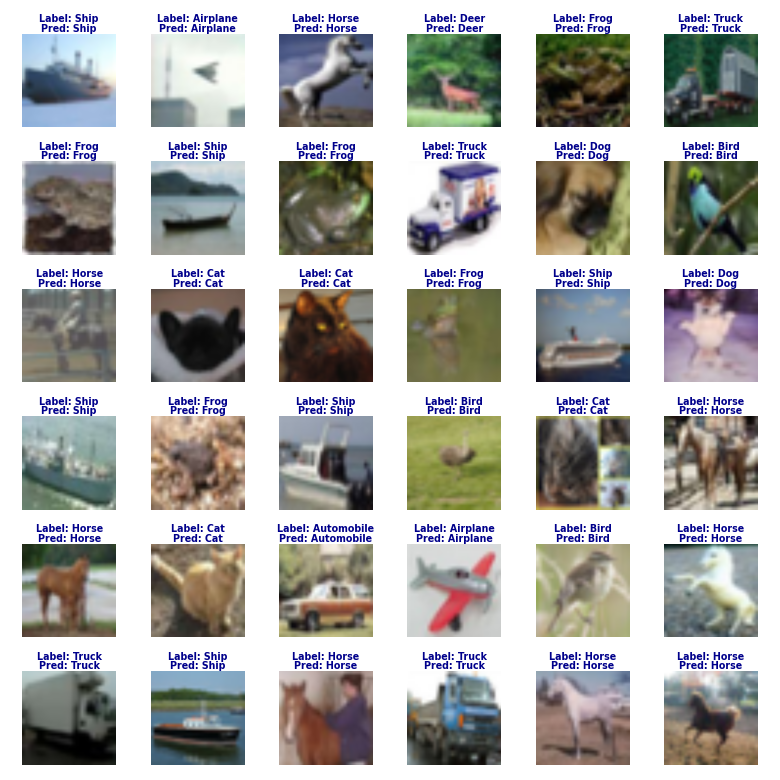 Label: Ship
Pred: Ship
Label: Airplane
Pred: Airplane
Label: Horse
Pred: Horse
Label: Deer
Pred: Deer
Label: Frog
Pred: Frog
Label: Truck
Pred: Truck
Label: Frog
Pred: Frog
Label: Ship
Pred: Ship
Label: Frog
Pred: Frog
Label: Truck
Pred: Truck
Label: Dog
Pred: Dog
Label: Bird
Pred: Bird
Label: Horse
Pred: Horse
Label: Cat
Pred: Cat
Label: Cat
Pred: Cat
Label: Frog
Pred: Frog
Label: Ship
Pred: Ship
Label: Dog
Pred: Dog
Label: Ship
Pred: Ship
Label: Frog
Pred: Frog
Label: Ship
Pred: Ship
Label: Bird
Pred: Bird
Label: Cat
Pred: Cat
Label: Horse
Pred: Horse
Label: Horse
Pred: Horse
Label: Cat
Pred: Cat
Label: Automobile
Pred: Automobile
Label: Airplane
Pred: Airplane
Label: Bird
Pred: Bird
Label: Horse
Pred: Horse
Label: Truck
Pred: Truck
Label: Ship
Pred: Ship
Label: Horse
Pred: Horse
Label: Truck
Pred: Truck
Label: Horse
Pred: Horse
Label: Horse
Pred: Horse